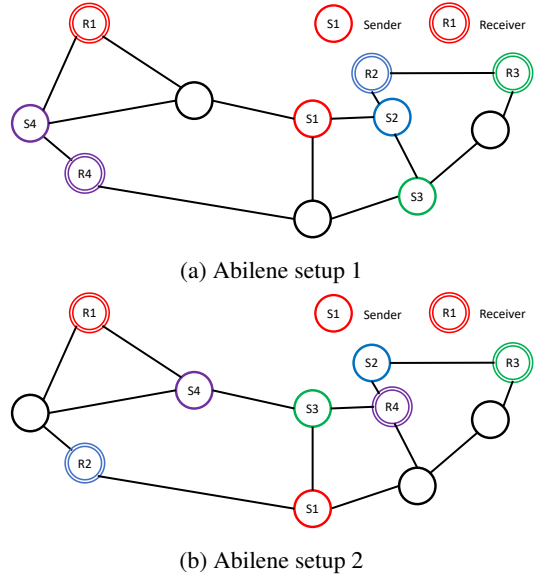 R1 S1 Sender R1 Receiver
R2 R3
S4 S1 S2
R4
S3
(a) Abilene setup 1
R1 S1 Sender R1 Receiver
S2 R3
S4
S3 R4
R2
S1
(b) Abilene setup 2